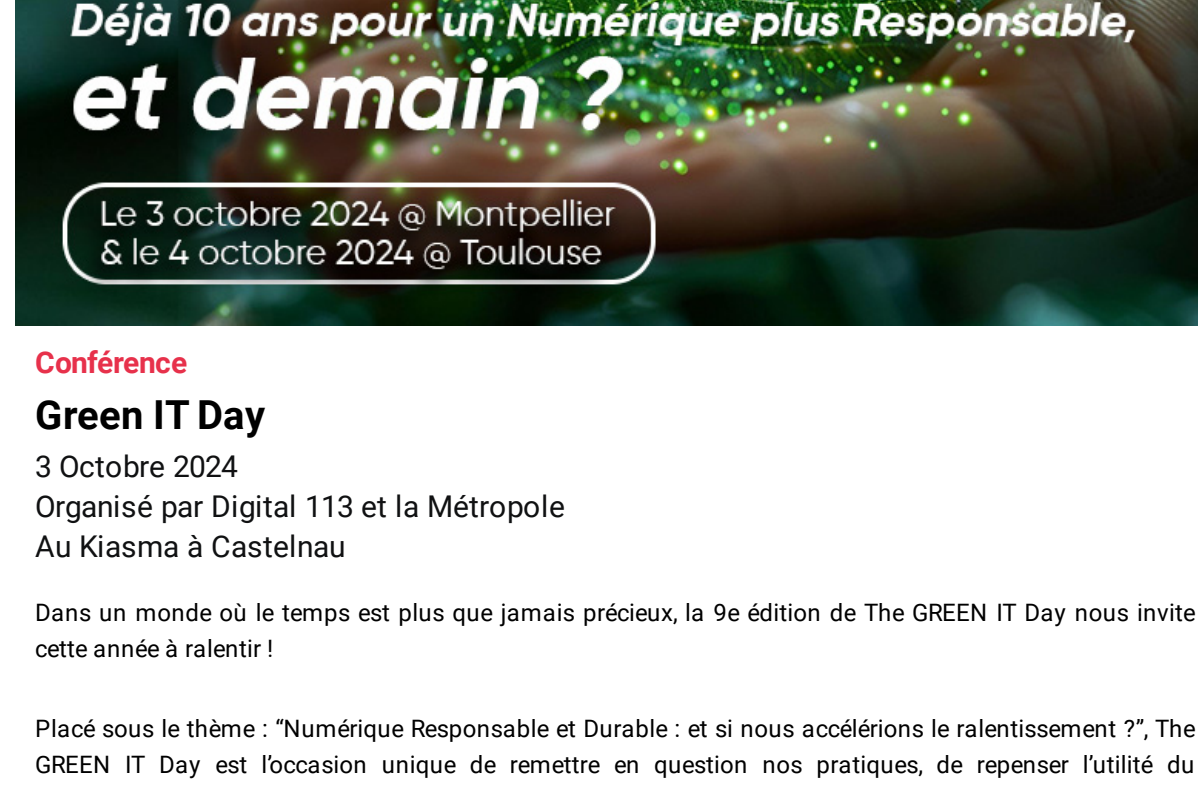 Déjà 10 ans pour un Numérique plus Responsable,
et demain ?
Le 3 octobre 2024 @ Montpellier
& le 4 octobre 2024 @ Toulouse
Conférence
Green IT Day
3 Octobre 2024
Organisé par Digital 113 et la Métropole
Au Kiasma à Castelnau
Dans un monde où le temps est plus que jamais précieux, la 9e édition de The GREEN IT Day nous invite
cette année à ralentir !
Placé sous le thème : “Numérique Responsable et Durable : et si nous accélérions le ralentissement ?”, The
GREEN IT Day est l’occasion unique de remettre en question nos pratiques, de repenser l’utilité du